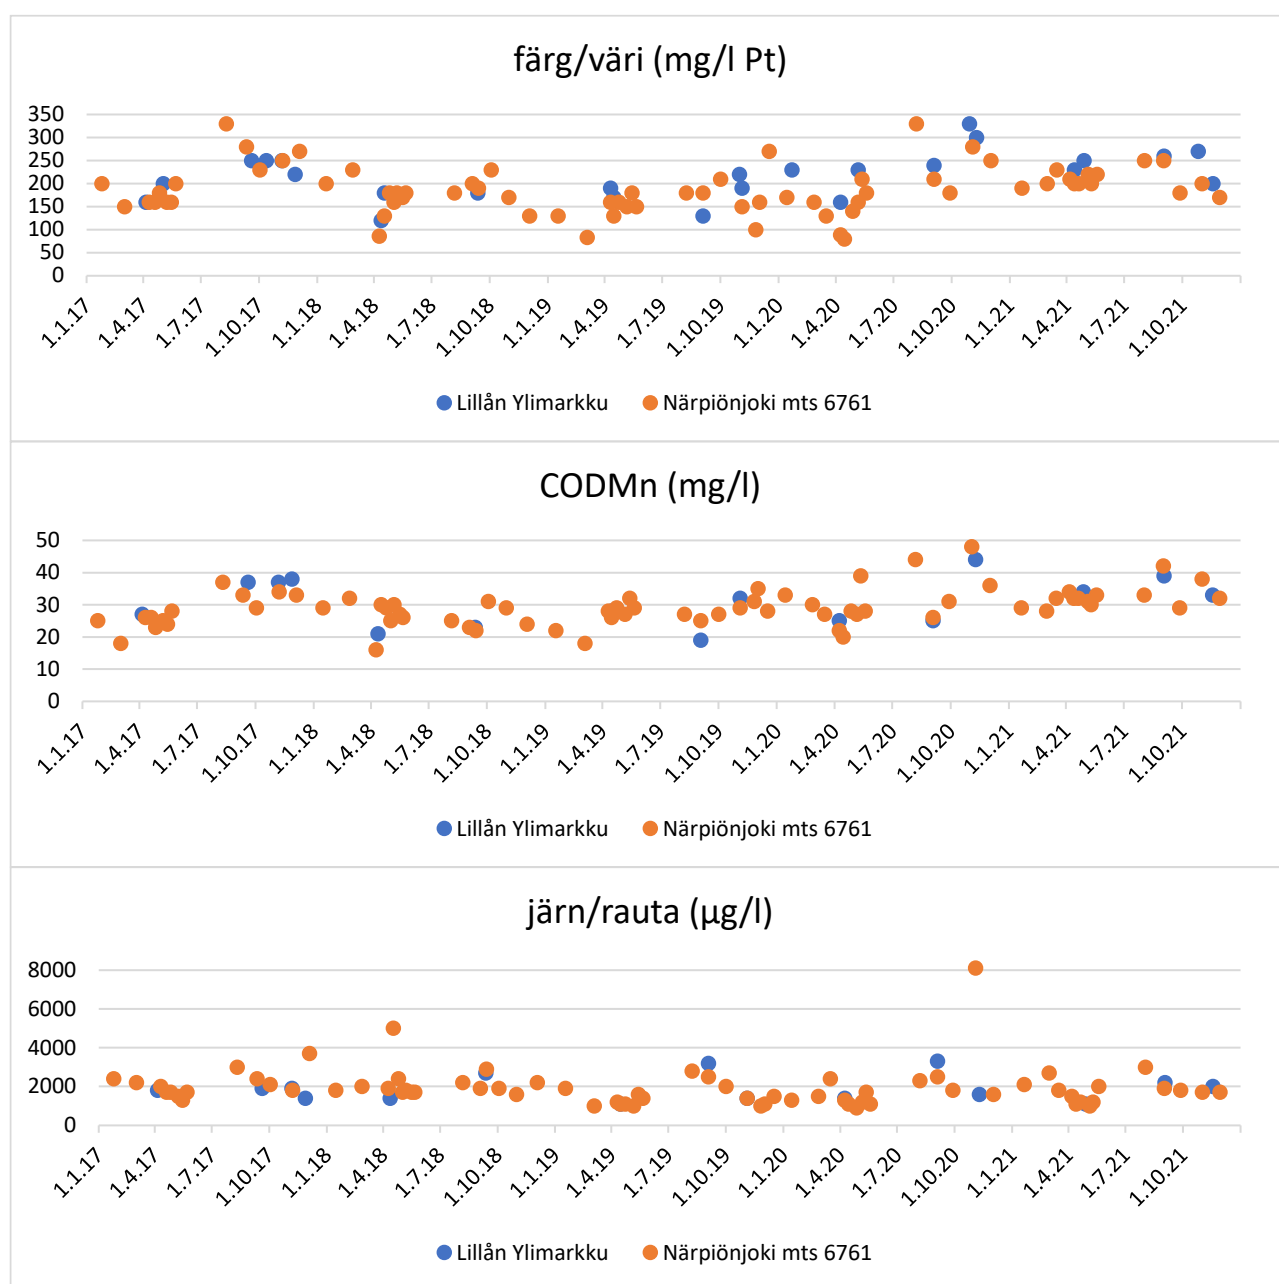 färg/väri (mg/l Pt)
350
300
250
200
150
100
50
0
1.1.17 1.4.17 1.7.17 1.10.17 1.1.18 1.4.18 1.7.18 1.10.18 1.1.19 1.4.19 1.7.19 1.10.19 1.1.20 1.4.20 1.7.20 1.10.20 1.1.21 1.4.21 1.7.21 1.10.21
Lillån Ylimarkku Närpiönjoki mts 6761
CODMn (mg/l)
50
40
30
20
10
0
1.1.17 1.4.17 1.7.17 1.10.17 1.1.18 1.4.18 1.7.18 1.10.18 1.1.19 1.4.19 1.7.19 1.10.19 1.1.20 1.4.20 1.7.20 1.10.20 1.1.21 1.4.21 1.7.21 1.10.21
Lillån Ylimarkku Närpiönjoki mts 6761
järn/rauta (µg/l)
8000
6000
4000
2000
0
1.1.17 1.4.17 1.7.17 1.10.17 1.1.18 1.4.18 1.7.18 1.10.18 1.1.19 1.4.19 1.7.19 1.10.19 1.1.20 1.4.20 1.7.20 1.10.20 1.1.21 1.4.21 1.7.21 1.10.21
Lillån Ylimarkku Närpiönjoki mts 6761